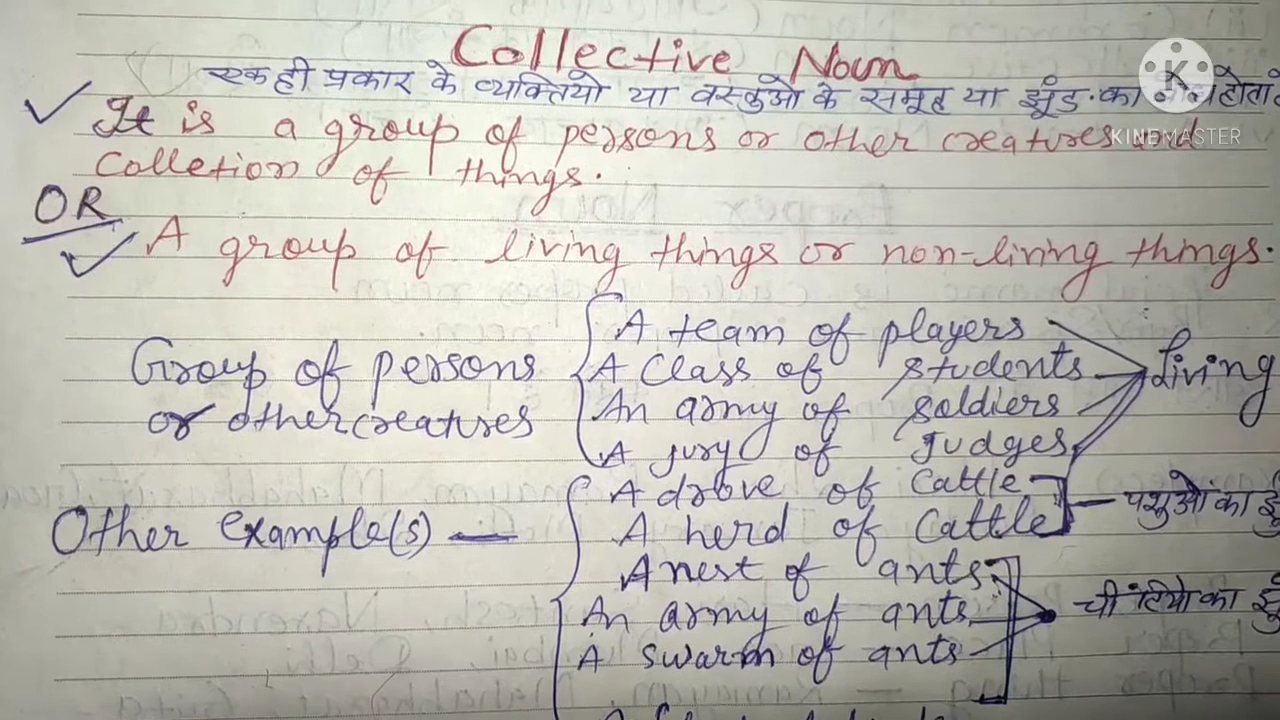 Collective Noun
एक ही प्रकार के व्यक्तियो या वस्तुओ के समूह या झूंड का होता
It is a group of persons or other creatures and
Colletion of things.
OR
A group of living things or non-living things.
Group of persons
or other creatures
A team of players
A Class of students
An army of soldiers
A jury of Judges
Living
Other example(s) —
A drove of Cattle
A herd of Cattle
पशुओं का
A nest of ants
An army of ants
A swarm of ants
चींटियो का
K
KINEMASTER